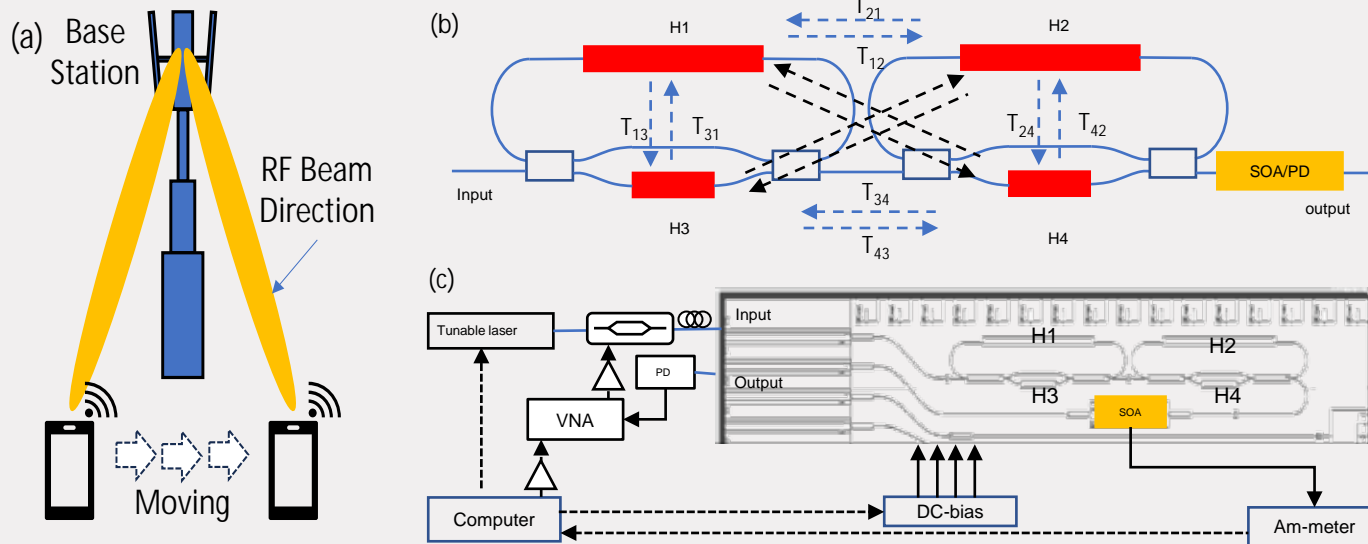 (a)
Base
Station
RF Beam
Direction
Moving
(b)
H1
T21
T12
H2
T13
T31
T24
T42
Input
H3
T34
T43
H4
SOA/PD
output
(c)
Tunable laser
PD
VNA
Computer
Input
Output
H1
H2
H3
H4
SOA
DC-bias
Am-meter